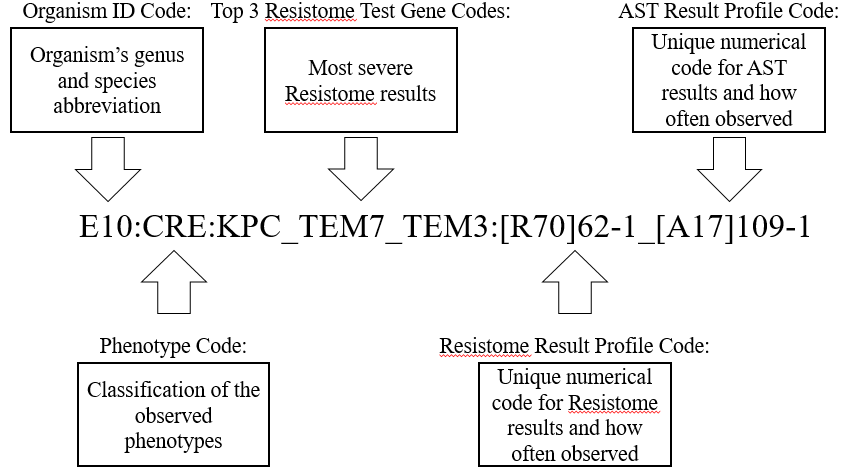 Organism ID Code:
Organism's genus
and species
abbreviation
Top 3 Resistome Test Gene Codes:
Most severe
Resistome results
AST Result Profile Code:
Unique numerical
code for AST
results and how
often observed
E10:CRE:KPC_TEM7_TEM3:[R70]62-1_[A17]109-1
Phenotype Code:
Classification of the
observed
phenotypes
Resistome Result Profile Code:
Unique numerical
code for Resistome
results and how
often observed